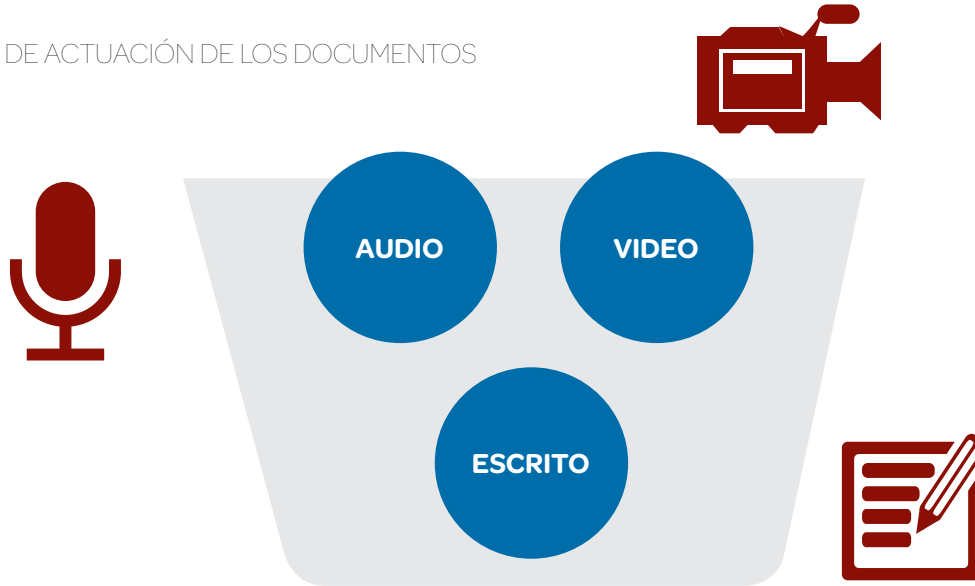 DE ACTUACIÓN DE LOS DOCUMENTOS
AUDIO
VIDEO
ESCRITO